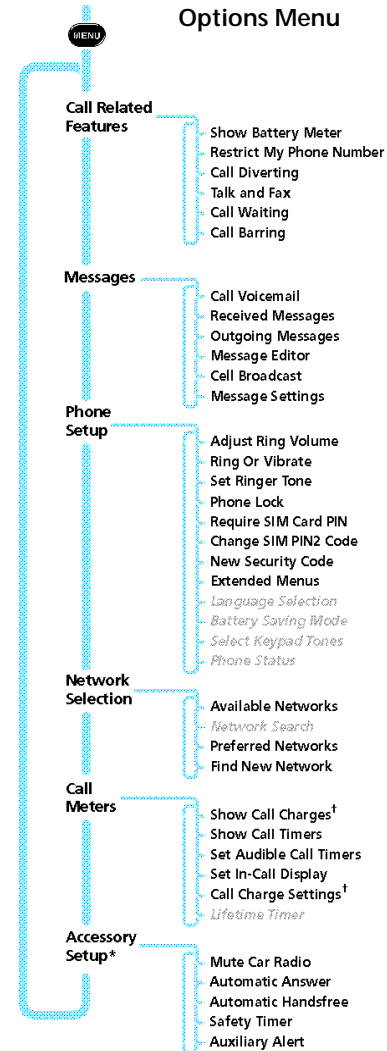 Options Menu
MENU
Call Related
Features
Show Battery Meter
Restrict My Phone Number
Call Diverting
Talk and Fax
Call Waiting
Call Barring
Messages
Call Voicemail
Received Messages
Outgoing Messages
Message Editor
Cell Broadcast
Message Settings
Phone
Setup
Adjust Ring Volume
Ring Or Vibrate
Set Ringer Tone
Phone Lock
Require SIM Card PIN
Change SIM PIN2 Code
New Security Code
Extended Menus
Language Selection
Battery Saving Mode
Select Keypad Tones
Phone Status
Network
Selection
Available Networks
Network Search
Preferred Networks
Find New Network
Call
Meters
Show Call Charges†
Show Call Timers
Set Audible Call Timers
Set In-Call Display
Call Charge Settings†
Lifetime Timer
Accessory
Setup*
Mute Car Radio
Automatic Answer
Automatic Handsfree
Safety Timer
Auxiliary Alert